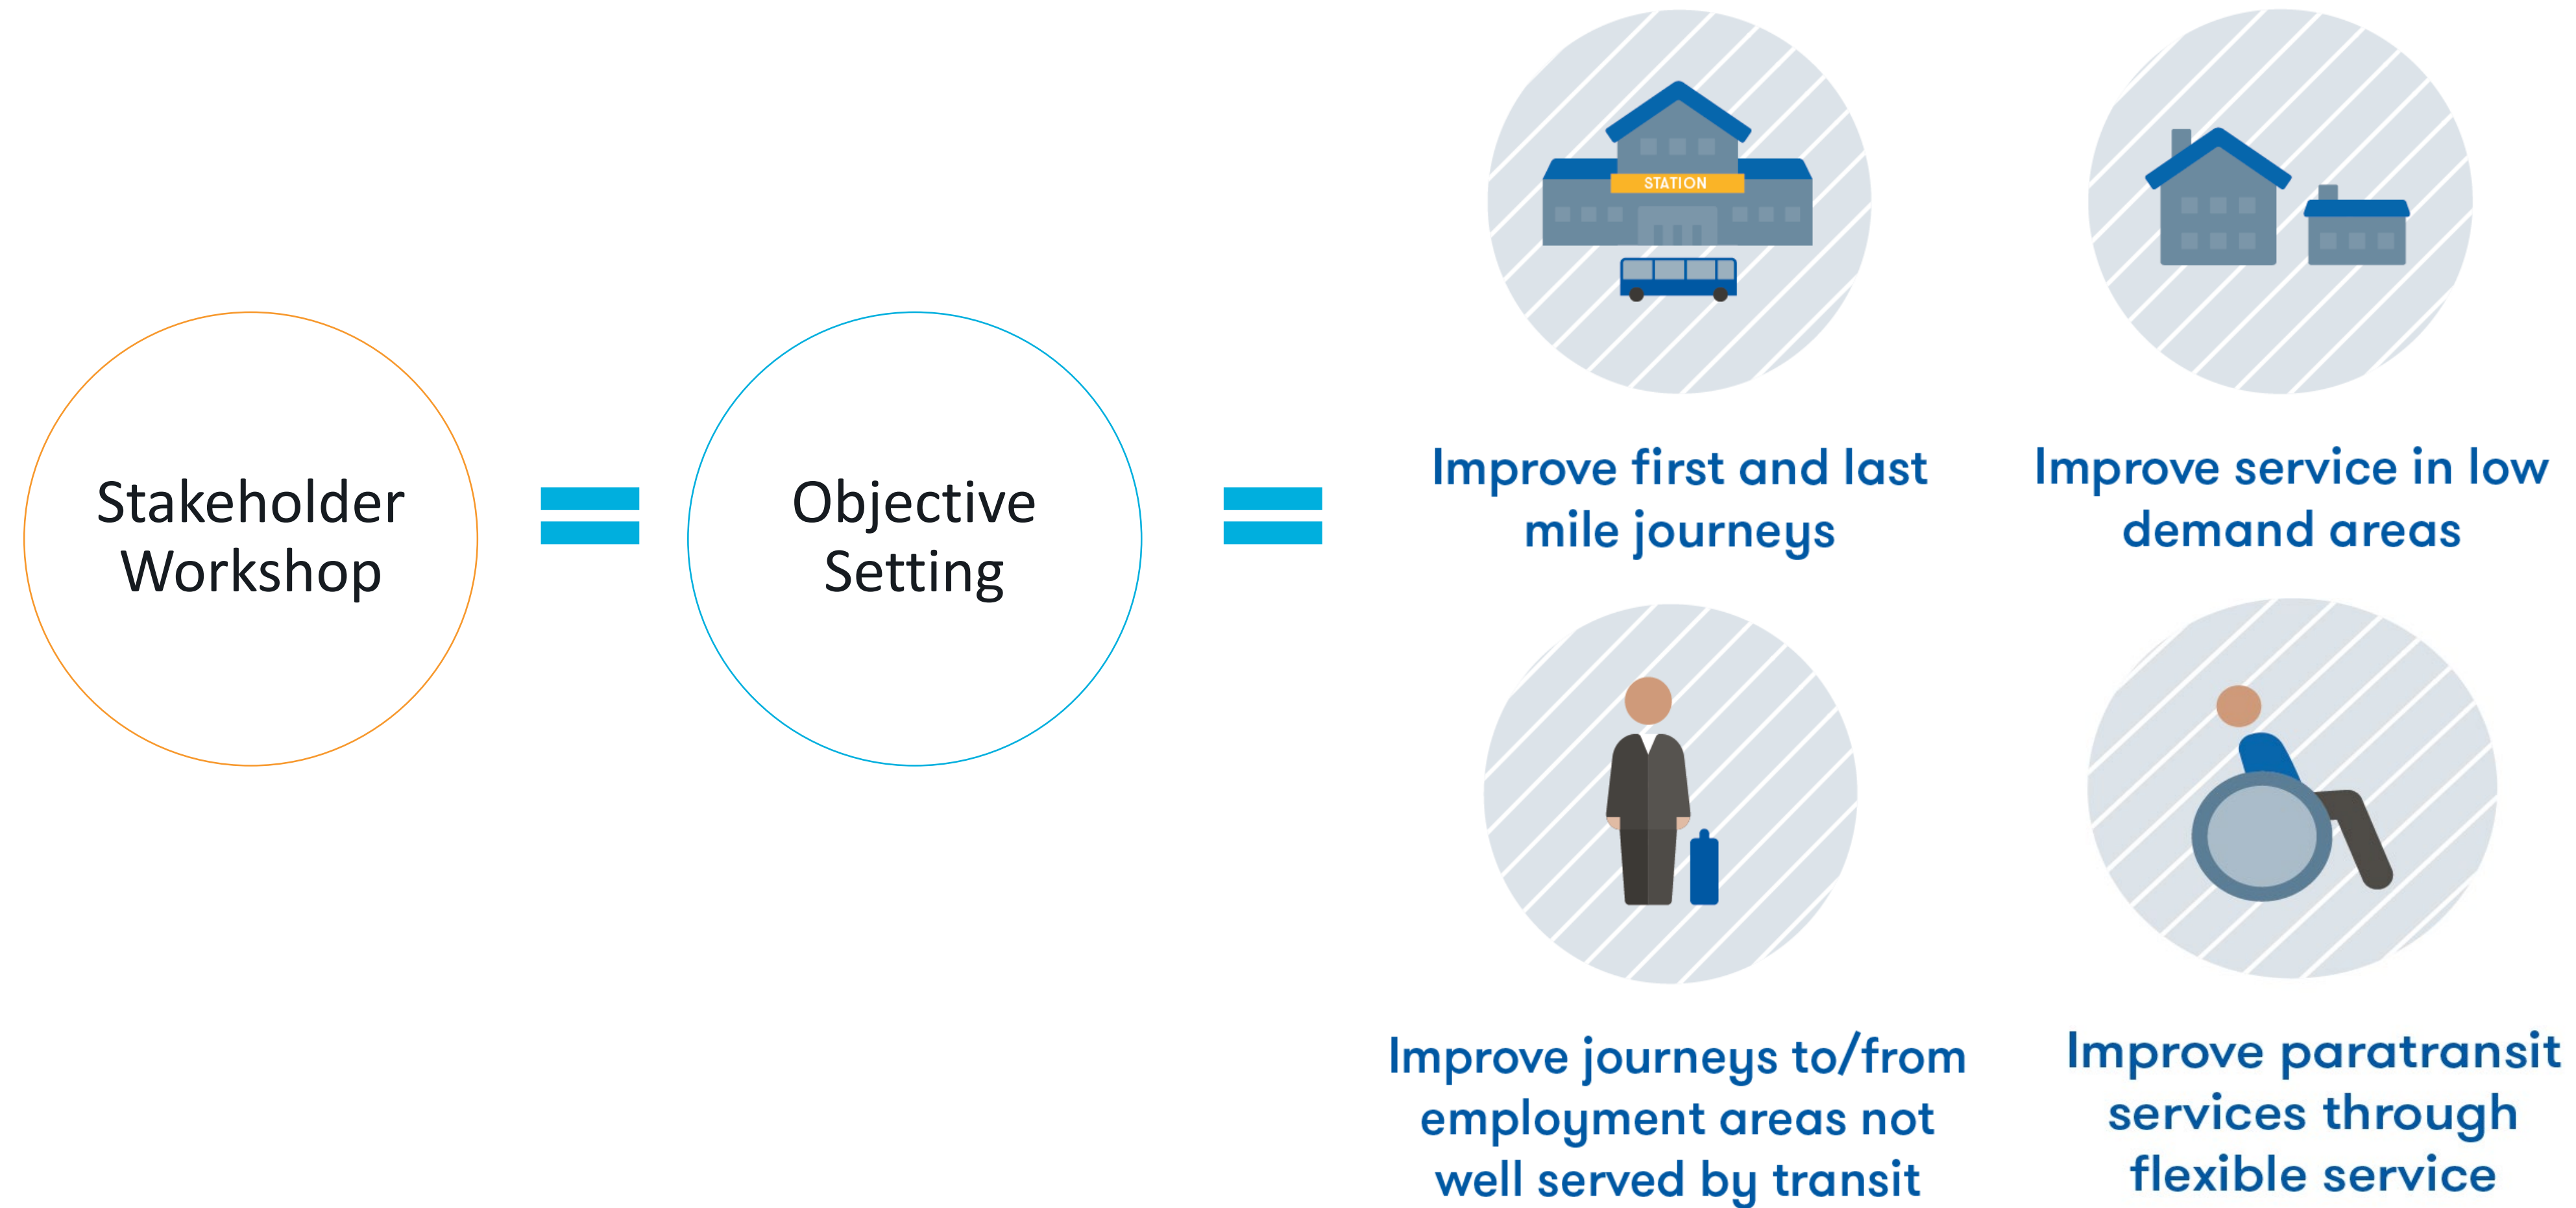 Stakeholder
Workshop
Objective
Setting
STATION
Improve first and last
mile journeys
Improve service in low
demand areas
Improve journeys to/from
employment areas not
well served by transit
Improve paratransit
services through
flexible service